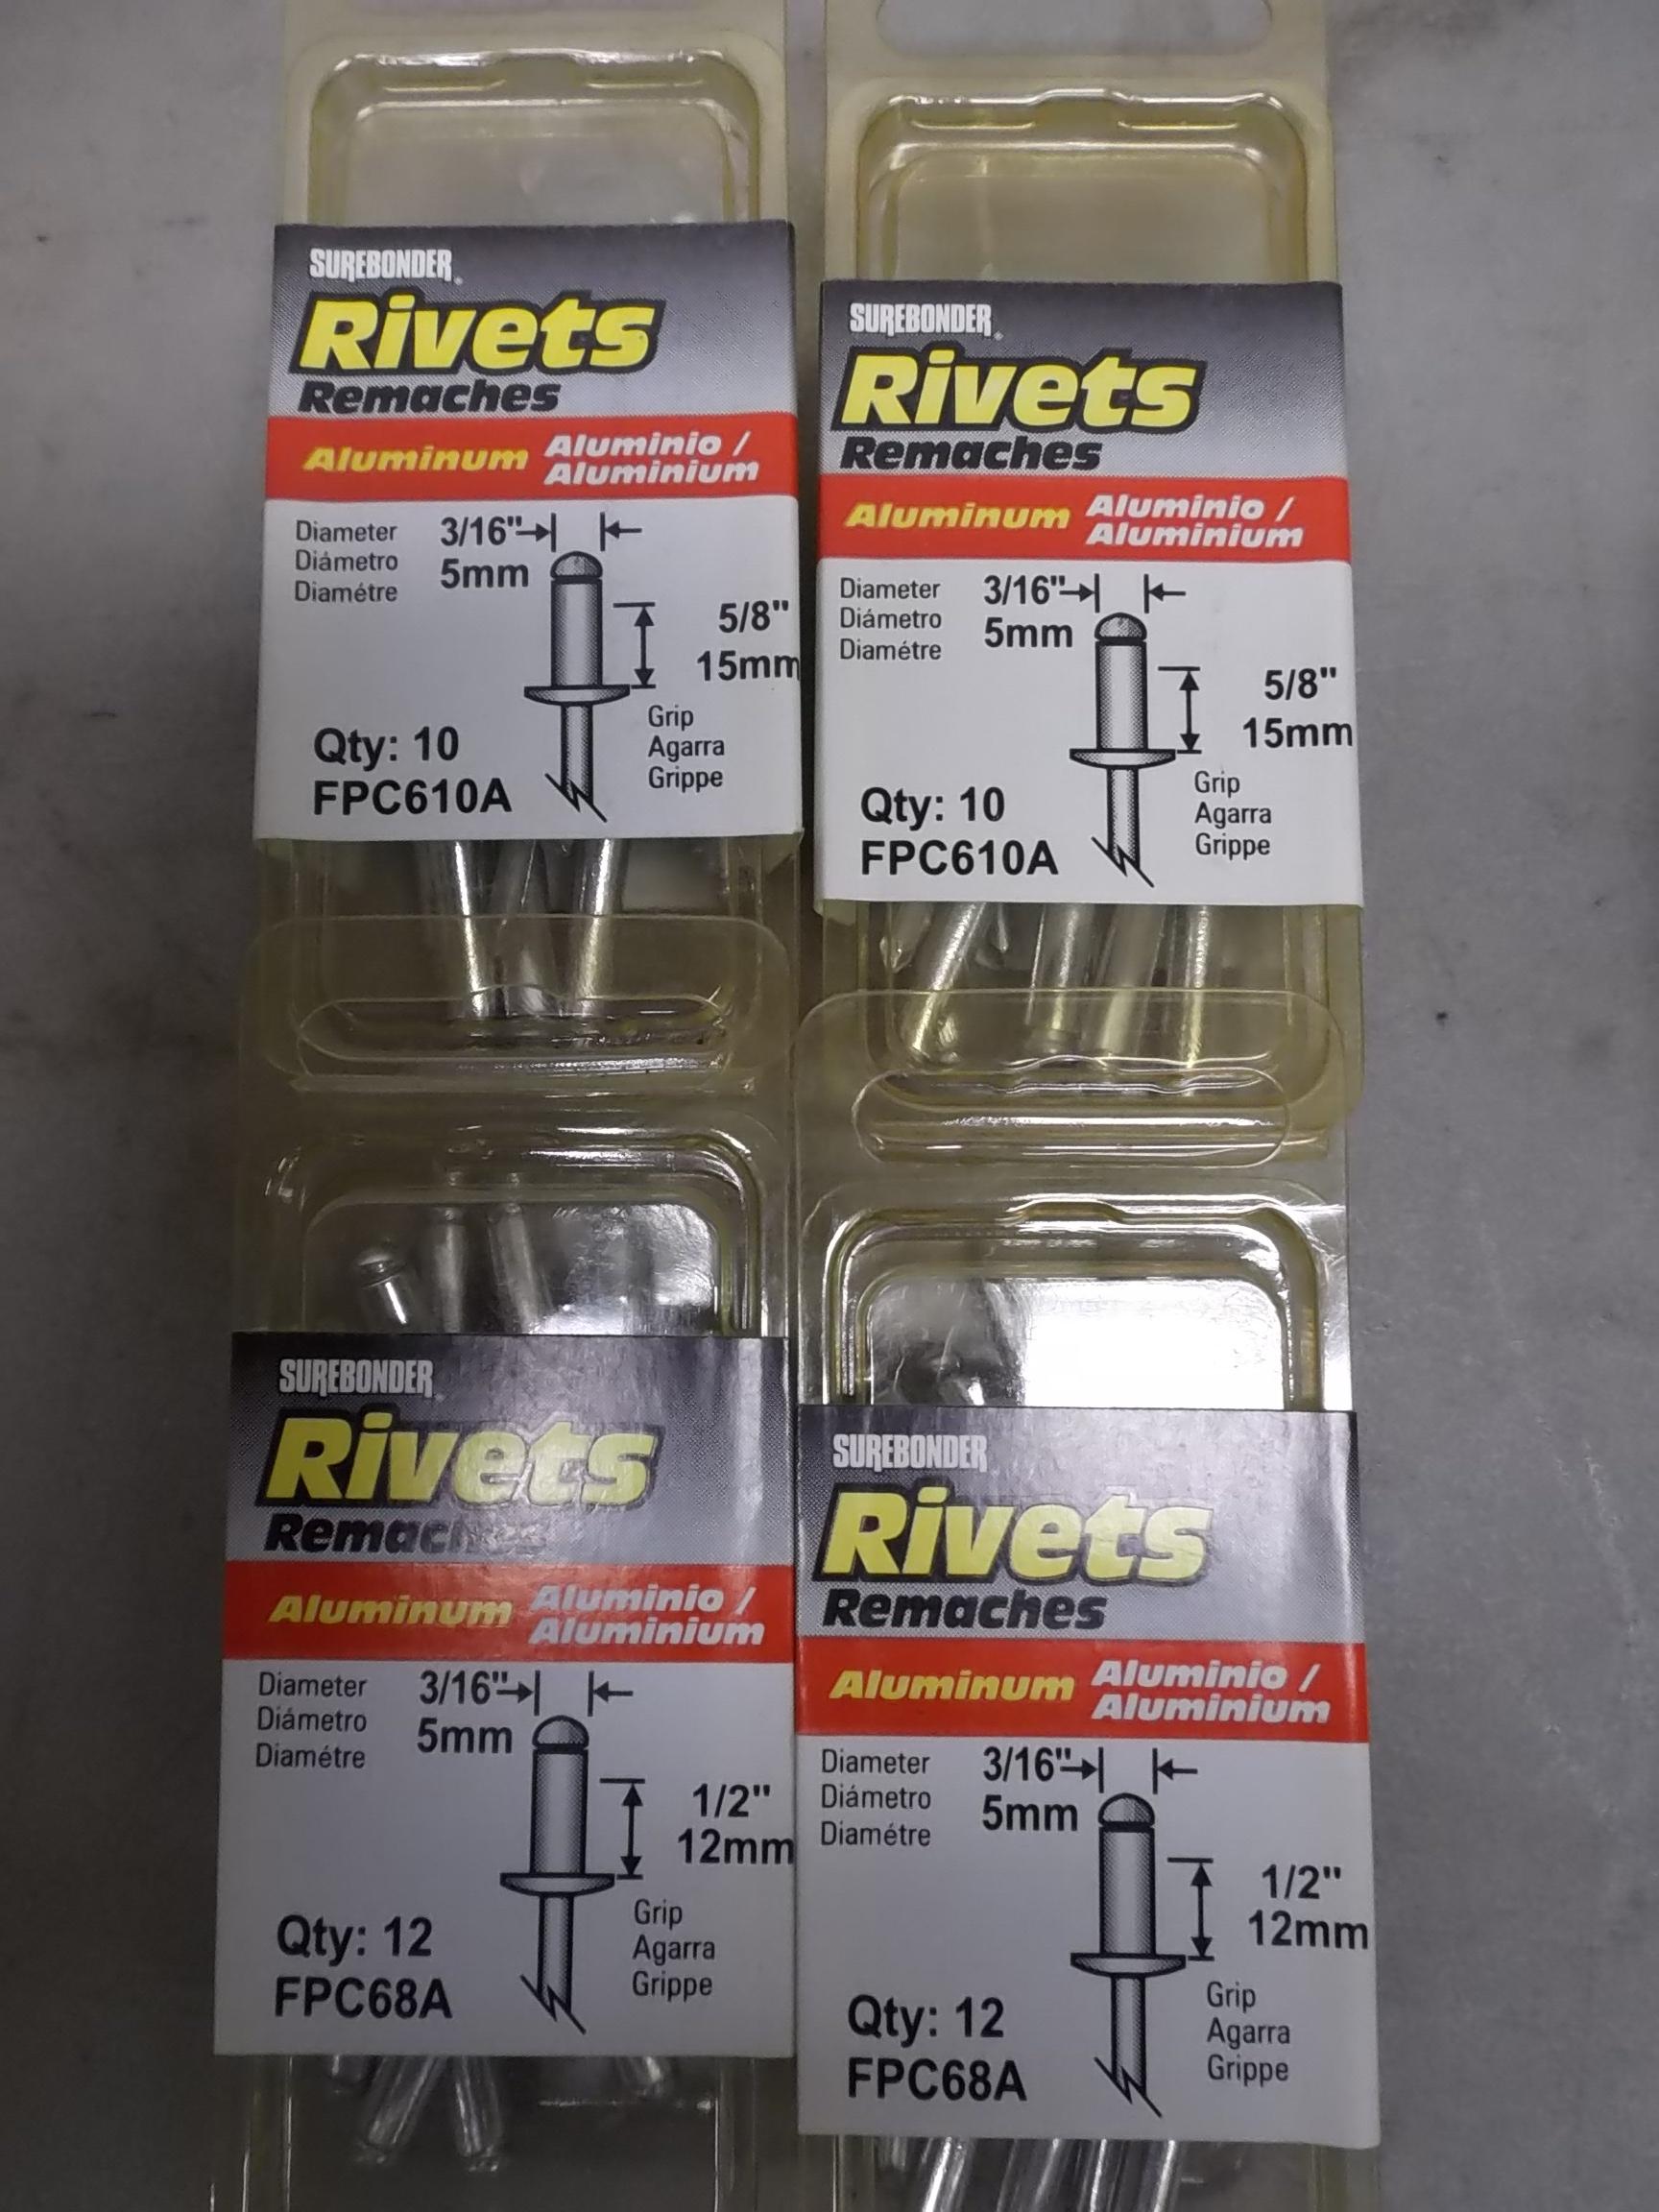 SUREBONDER
Rivets
Remaches
Aluminum Aluminio /
Aluminium
Diameter 3/16"
Diámetro 5mm
Diamétre
5/8"
15mm
Grip
Agarra
Grippe
Qty: 10
FPC610A
SUREBONDER
Rivets
Remaches
Aluminum Aluminio /
Aluminium
Diameter 3/16"
Diámetro 5mm
Diamétre
5/8"
15mm
Grip
Agarra
Grippe
Qty: 10
FPC610A
SUREBONDER
Rivets
Remaches
Aluminum Aluminio /
Aluminium
Diameter 3/16"
Diámetro 5mm
Diamétre
1/2"
12mm
Grip
Agarra
Grippe
Qty: 12
FPC68A
SUREBONDER
Rivets
Remaches
Aluminum Aluminio /
Aluminium
Diameter 3/16"
Diámetro 5mm
Diamétre
1/2"
12mm
Grip
Agarra
Grippe
Qty: 12
FPC68A